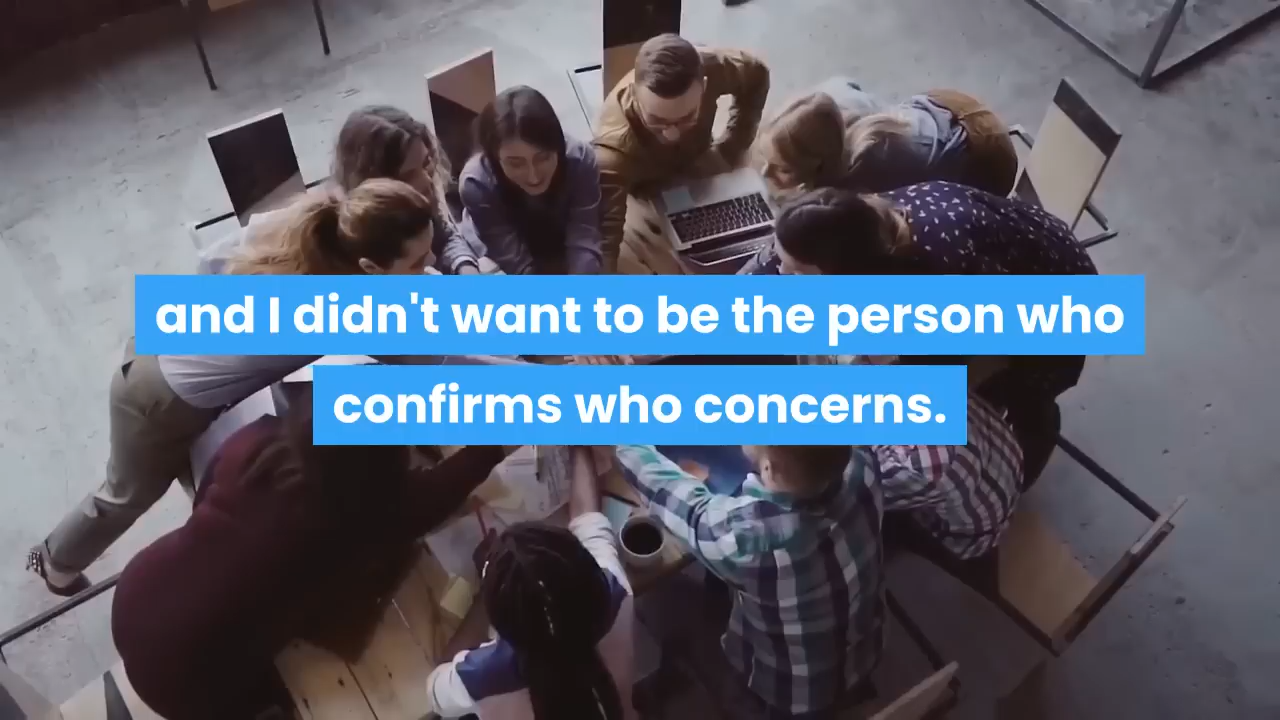 and I didn't want to be the person who
confirms who concerns.